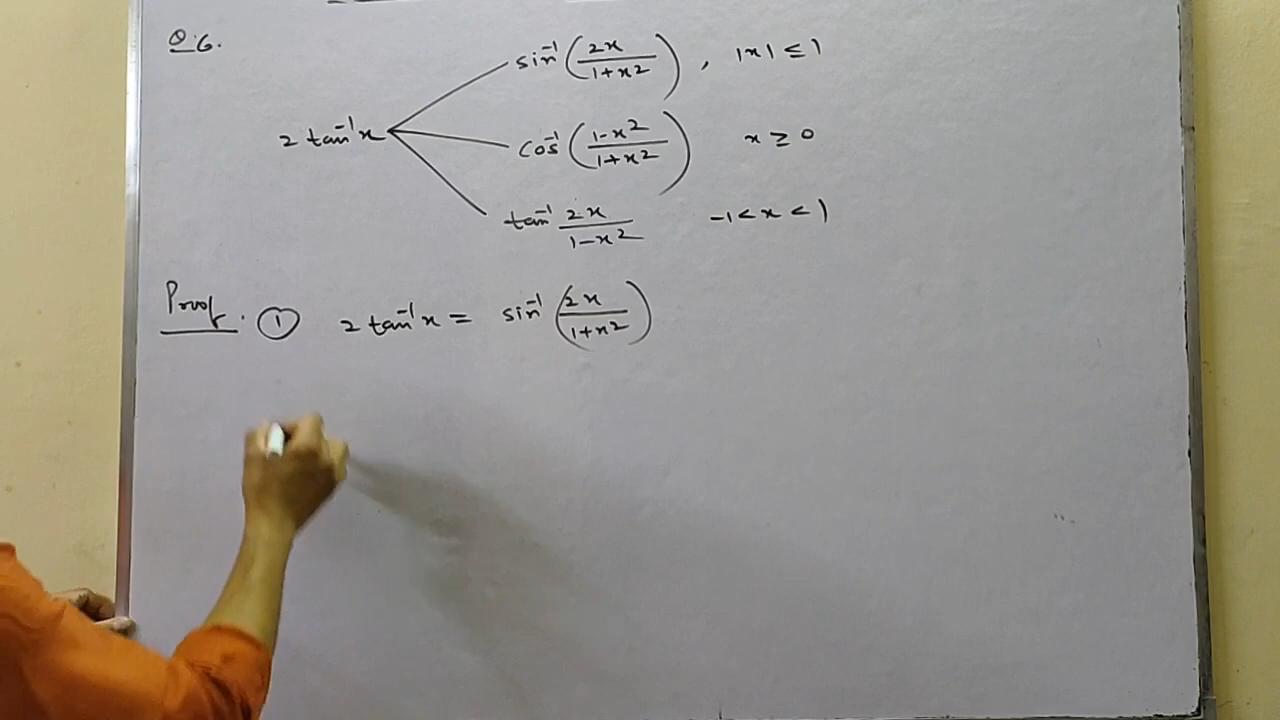 Q.6.
sin⁻¹ (2x/1+x²) , |x| ≤ 1
2 tan⁻¹x
cos⁻¹ (1-x²/1+x²) x ≥ 0
tan⁻¹ 2x/1-x² -1 < x < 1
Proof. ① 2 tan⁻¹x = sin⁻¹ (2x/1+x²)